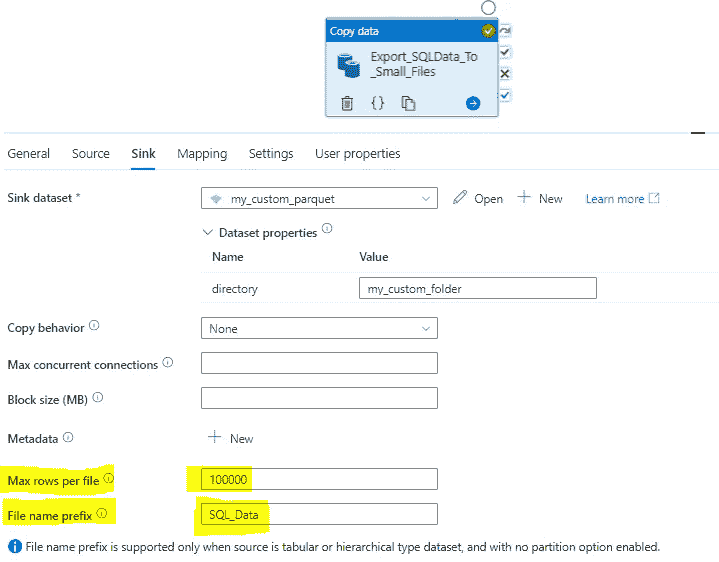 Copy data
Export_SQLData_To
_Small_Files
General Source Sink Mapping Settings User properties
Sink dataset *
my_custom_parquet
Open
New
Learn more
Dataset properties
Name Value
directory my_custom_folder
Copy behavior None
Max concurrent connections
Block size (MB)
Metadata New
Max rows per file 100000
File name prefix SQL_Data
File name prefix is supported only when source is tabular or hierarchical type dataset, and with no partition option enabled.